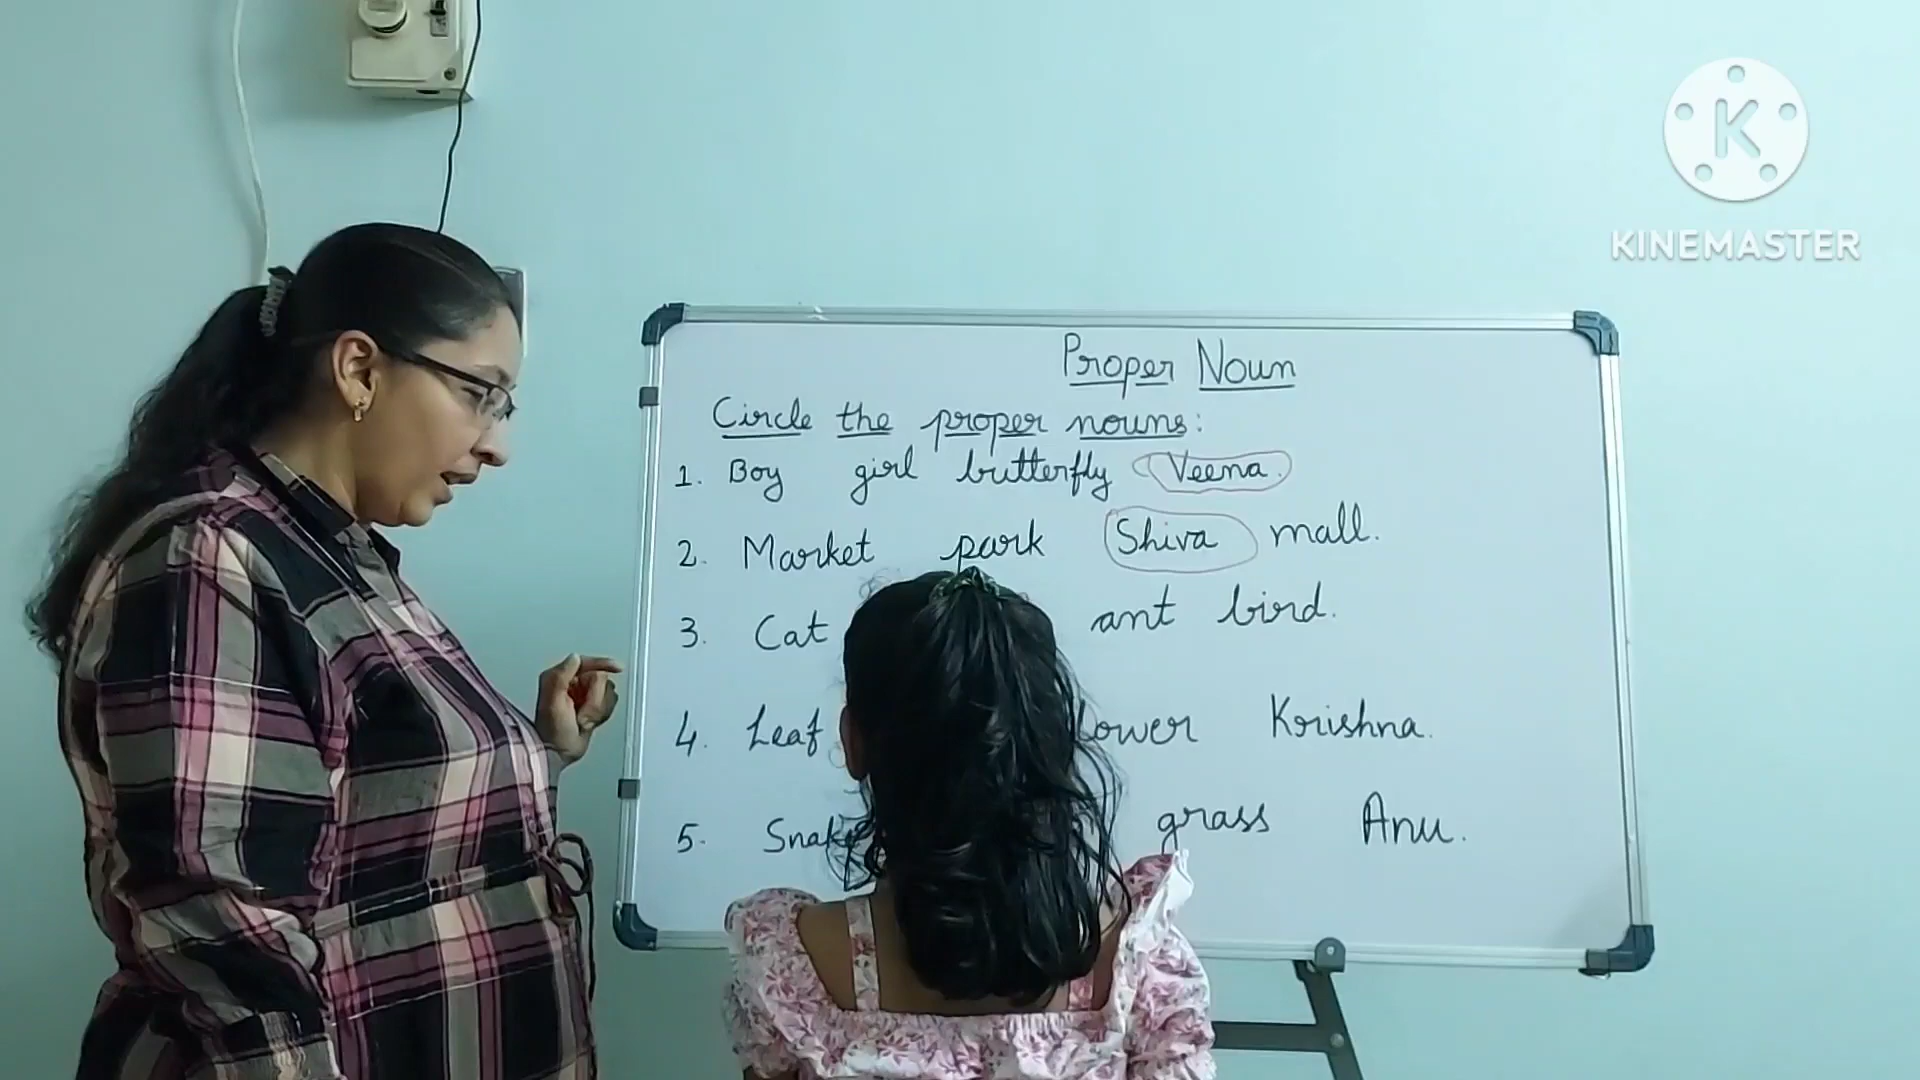 K
KINEMASTER
Proper Noun
Circle the proper nouns:
1. Boy girl butterfly Veena.
2. Market park Shiva mall.
3. Cat ant bird.
4. Leaf lower Krishna.
5. Snake grass Anu.